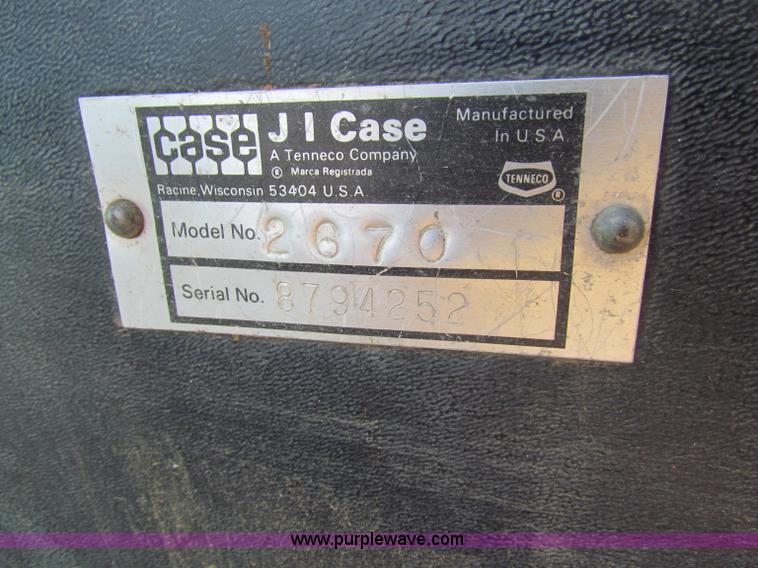 case
J I Case
A Tenneco Company
® Marca Registrada
Racine, Wisconsin 53404 U.S.A.
Manufactured
In U.S.A.
TENNECO
®
Model No. 2670
Serial No. 8794252
www.purplewave.com